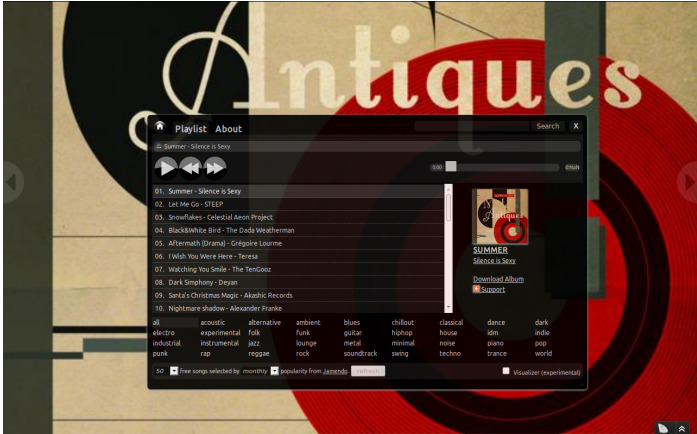 Antiques
Playlist About Search X
Summer - Silence is Sexy
0:00 0:NaN
01. Summer - Silence is Sexy
02. Let Me Go - STEEP
03. Snowflakes - Celestial Aeon Project
04. Black&White Bird - The Dada Weatherman
05. Aftermath (Drama) - Grégoire Lourme
06. I Wish You Were Here - Teresa
07. Watching You Smile - The TenGooz
08. Dark Simphony - Deyan
09. Santa's Christmas Magic - Akashic Records
10. Nightmare shadow - Alexander Franke
Antiques
SUMMER
Silence is Sexy
Download Album
Support
all acoustic alternative ambient blues chillout classical dance dark
electro experimental folk funk guitar hiphop house idm indie
industrial instrumental jazz lounge metal minimal noise piano pop
punk rap reggae rock soundtrack swing techno trance world
50 free songs selected by monthly popularity from Jamendo. refresh Visualizer (experimental)